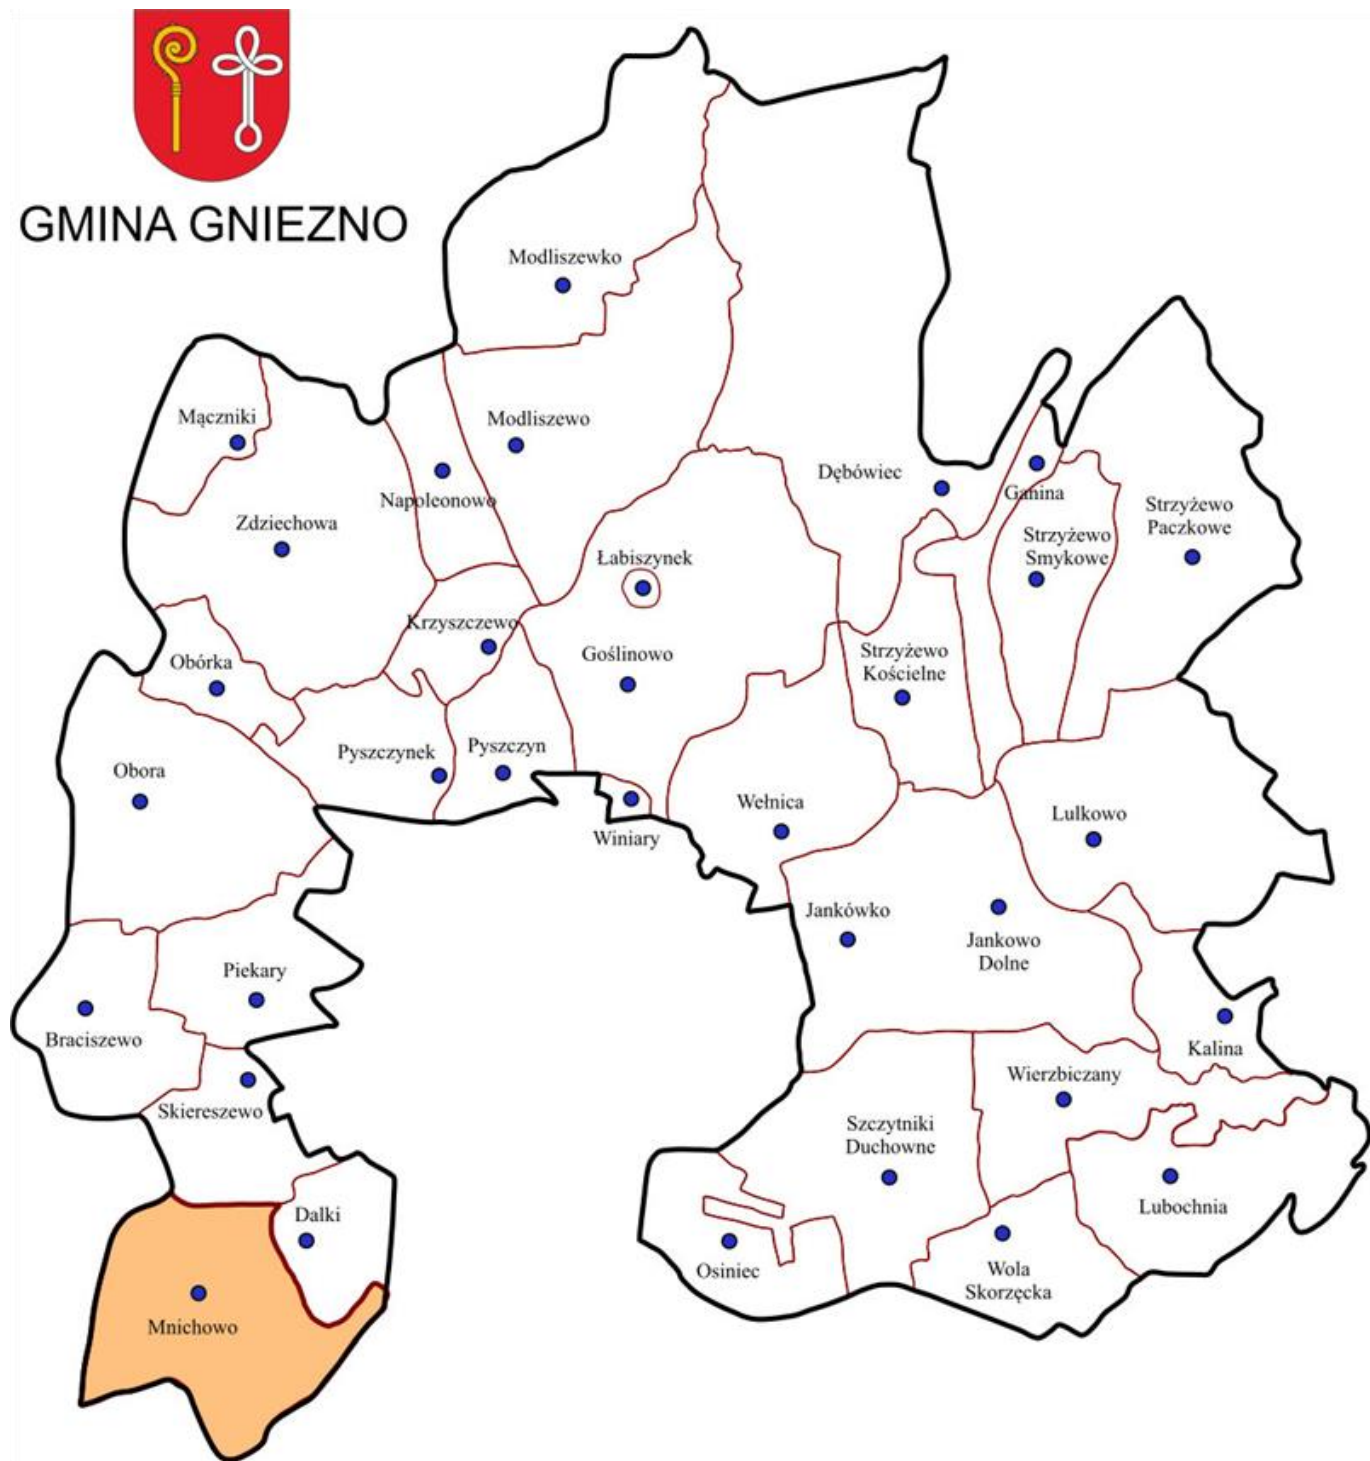 GMINA GNIEZNO
Modliszewko
Mączniki
Modliszewo
Napoleonowo
Zdziechowa
Dębówiec
Ganina
Strzyżewo
Paczkowe
Strzyżewo
Smykowe
Łabiszynek
Krzyszczewo
Goślinowo
Obórka
Strzyżewo
Kościelne
Pyszczynek
Pyszczyn
Obora
Winiary
Wełnica
Lulkowo
Jankówko
Jankowo
Dolne
Piekary
Braciszewo
Kalina
Skiereszewo
Wierzbiczany
Szczytniki
Duchowne
Lubochnia
Dalki
Osiniec
Wola
Skorzęcka
Mnichowo